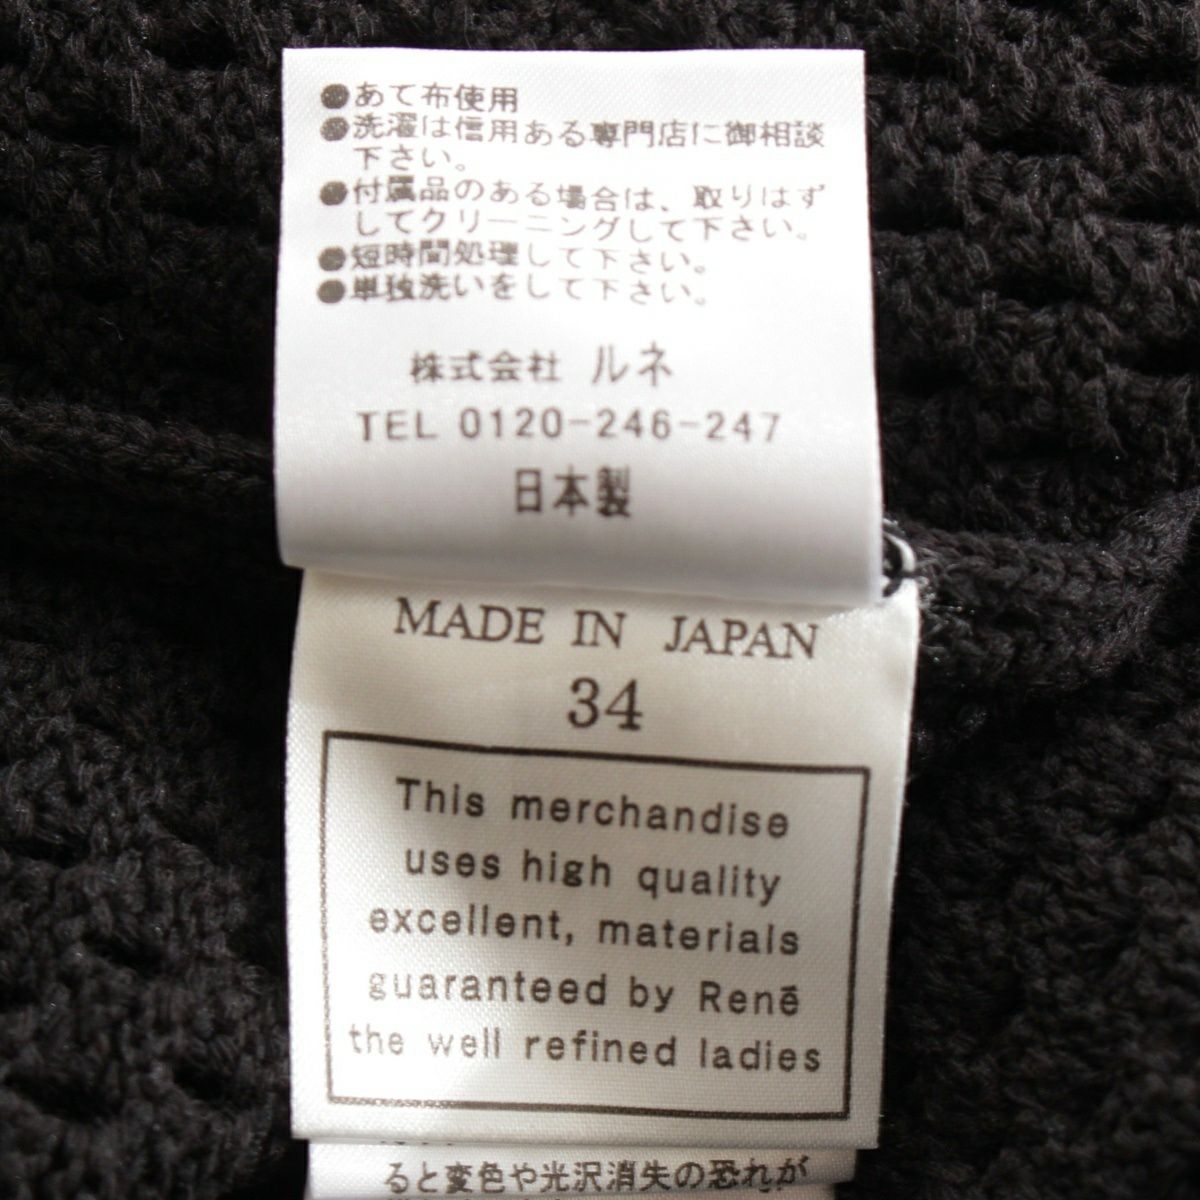 ●あて布使用
●洗濯は信用ある専門店に御相談
下さい。
●付属品のある場合は、取りはず
してクリーニングして下さい。
●短時間処理して下さい。
●単独洗いをして下さい。
株式会社 ルネ
TEL 0120-246-247
日本製
MADE IN JAPAN
34
This merchandise
uses high quality
excellent, materials
guaranteed by Renē
the well refined ladies
ると変色や光沢消失の恐れが